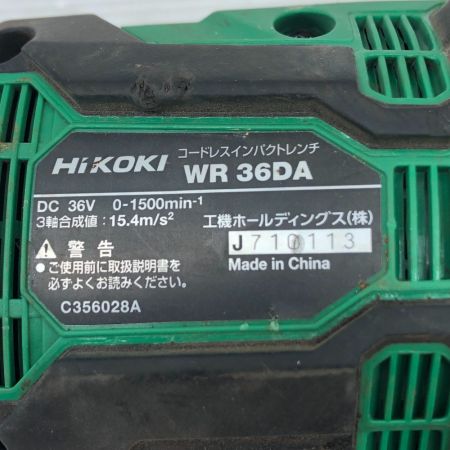 HiKOKI
コードレスインパクトレンチ
WR 36DA
DC 36V 0-1500min-1
3軸合成値: 15.4m/s²
工機ホールディングス(株)
J710113
Made in China
⚠ 警告
● ご使用前に取扱説明書を
必ずよくお読みください。
C356028A